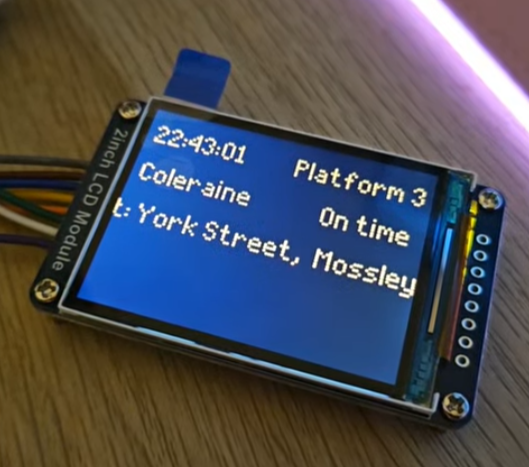 22:43:01 Platform 3
Coleraine On time
t: York Street, Mossley
2inch LCD Module